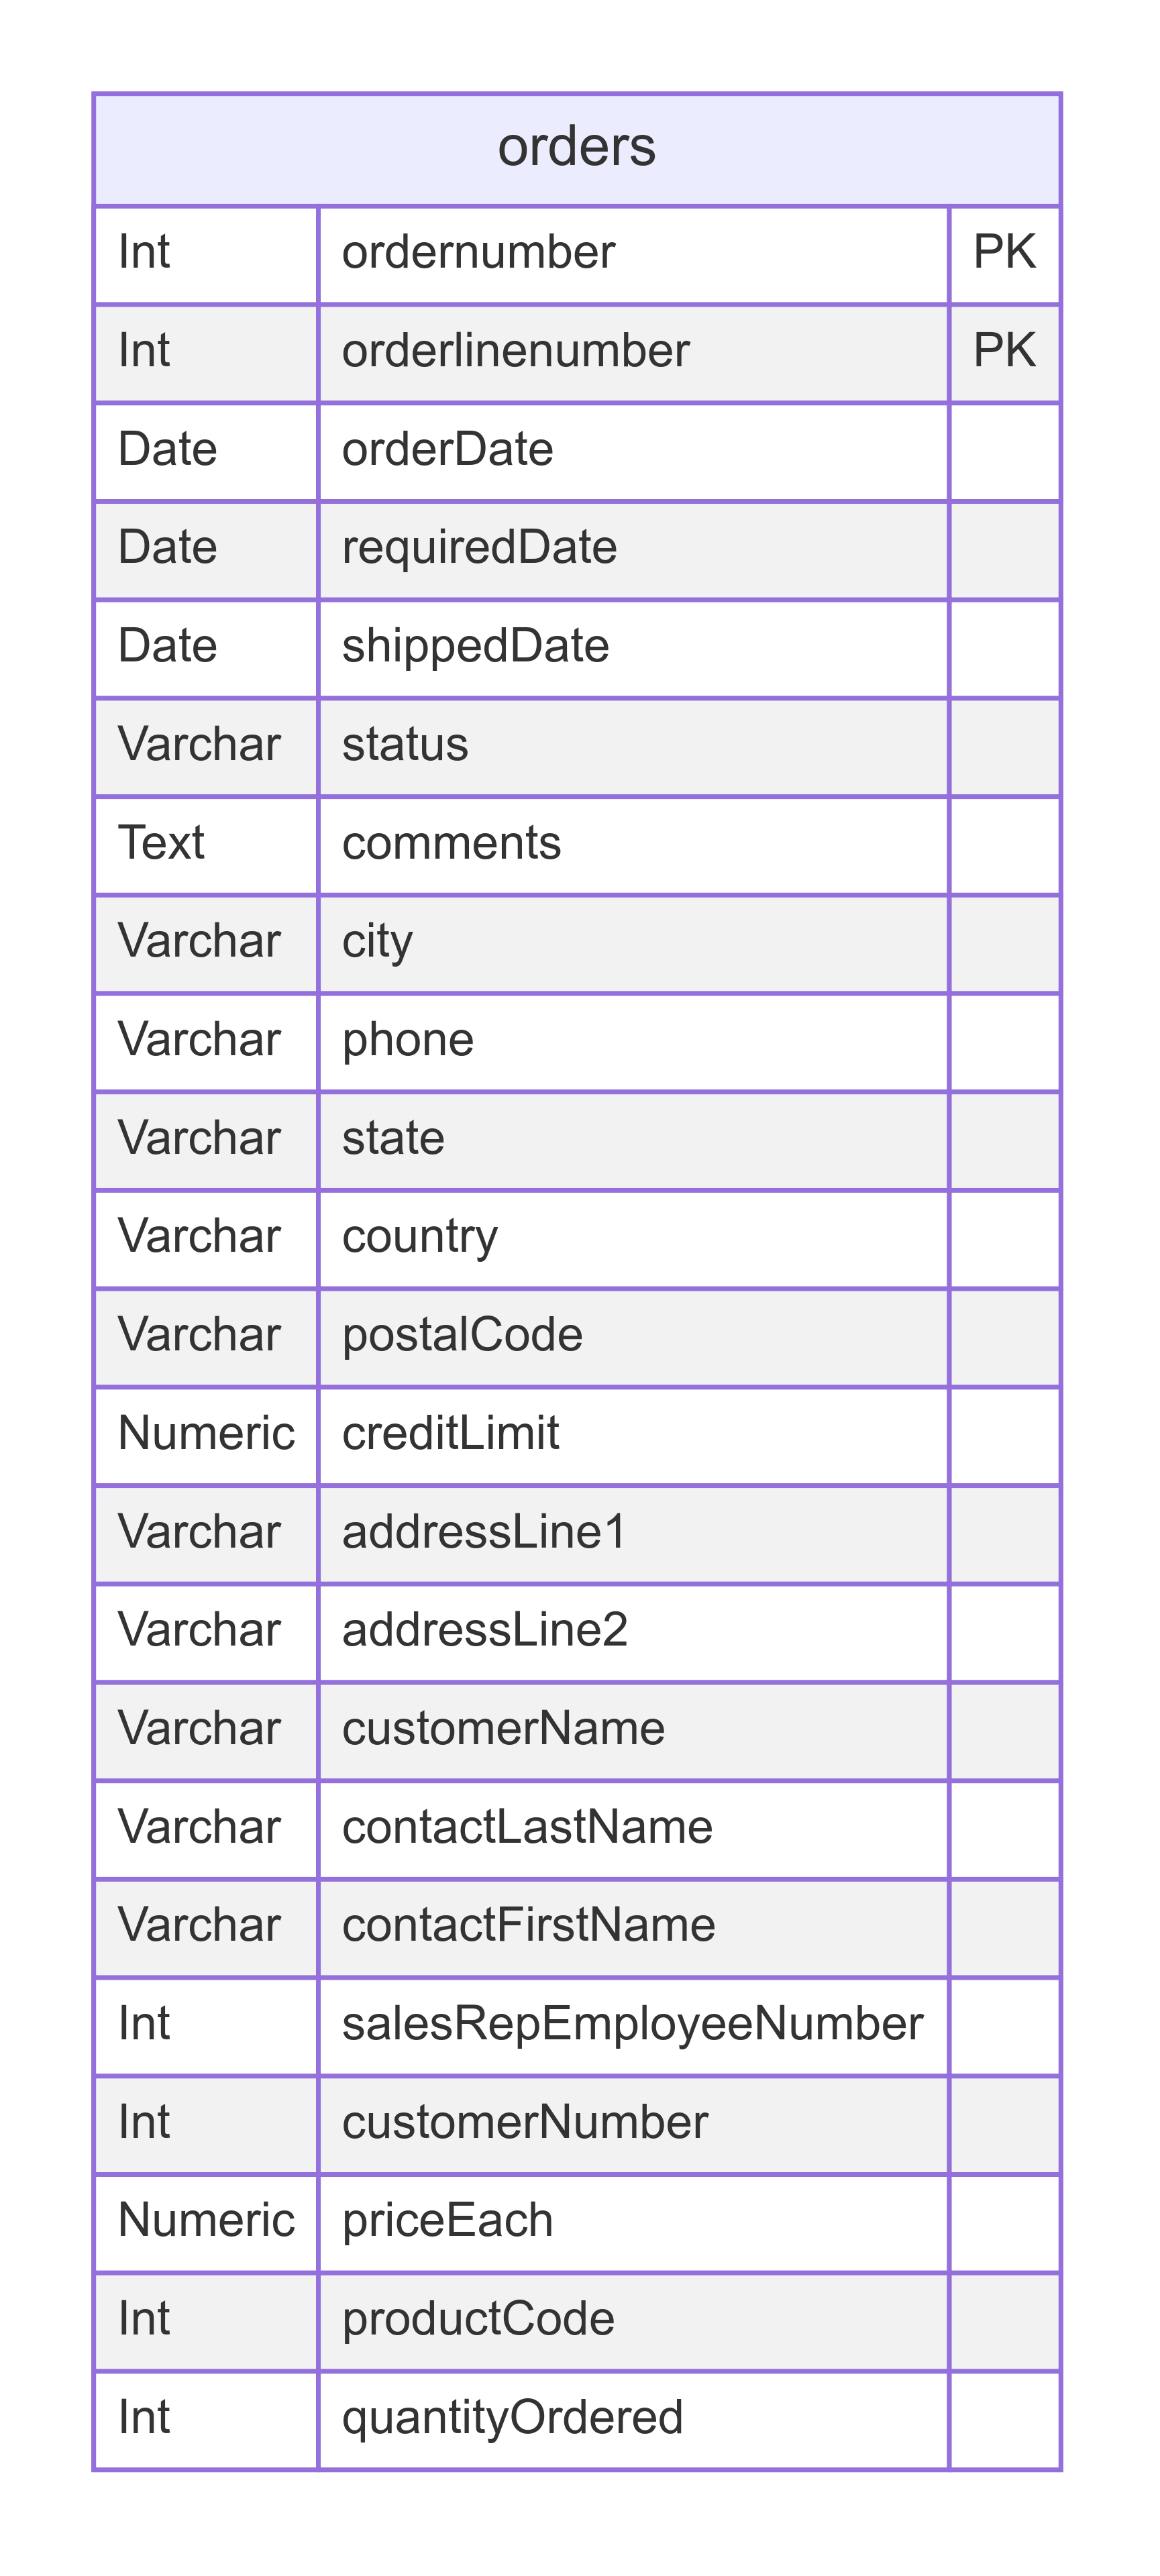 orders
Int ordernumber PK
Int orderlinenumber PK
Date orderDate
Date requiredDate
Date shippedDate
Varchar status
Text comments
Varchar city
Varchar phone
Varchar state
Varchar country
Varchar postalCode
Numeric creditLimit
Varchar addressLine1
Varchar addressLine2
Varchar customerName
Varchar contactLastName
Varchar contactFirstName
Int salesRepEmployeeNumber
Int customerNumber
Numeric priceEach
Int productCode
Int quantityOrdered